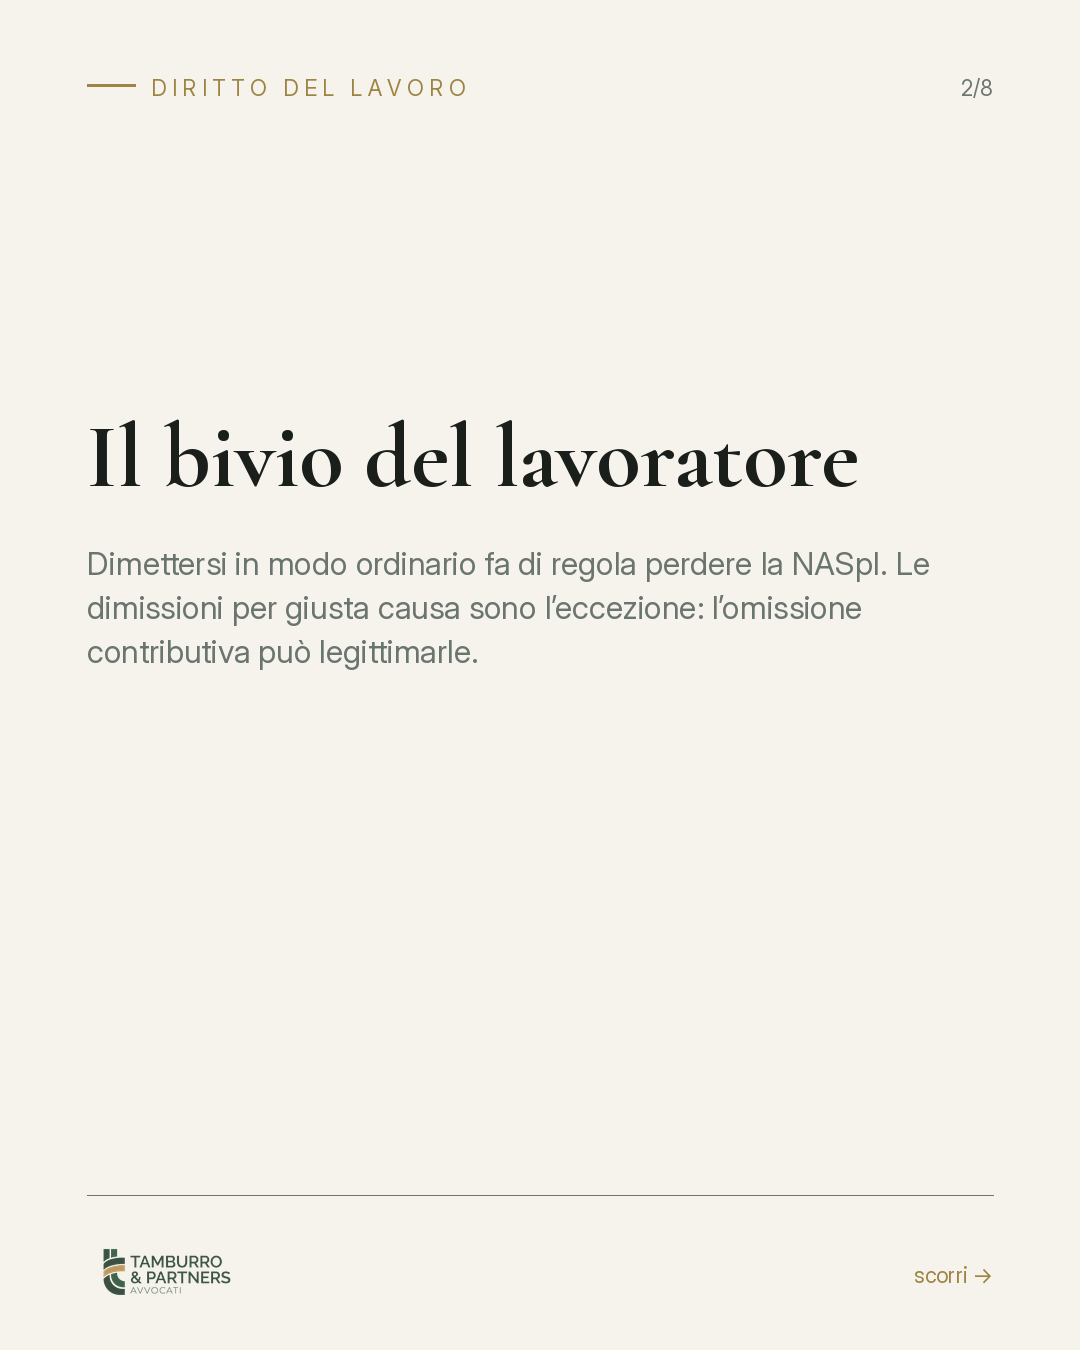 DIRITTO DEL LAVORO
2/8
Il bivio del lavoratore
Dimettersi in modo ordinario fa di regola perdere la NASpI. Le
dimissioni per giusta causa sono l’eccezione: l’omissione
contributiva può legittimarle.
TAMBURRO
& PARTNERS
AVVOCATI
scorri →